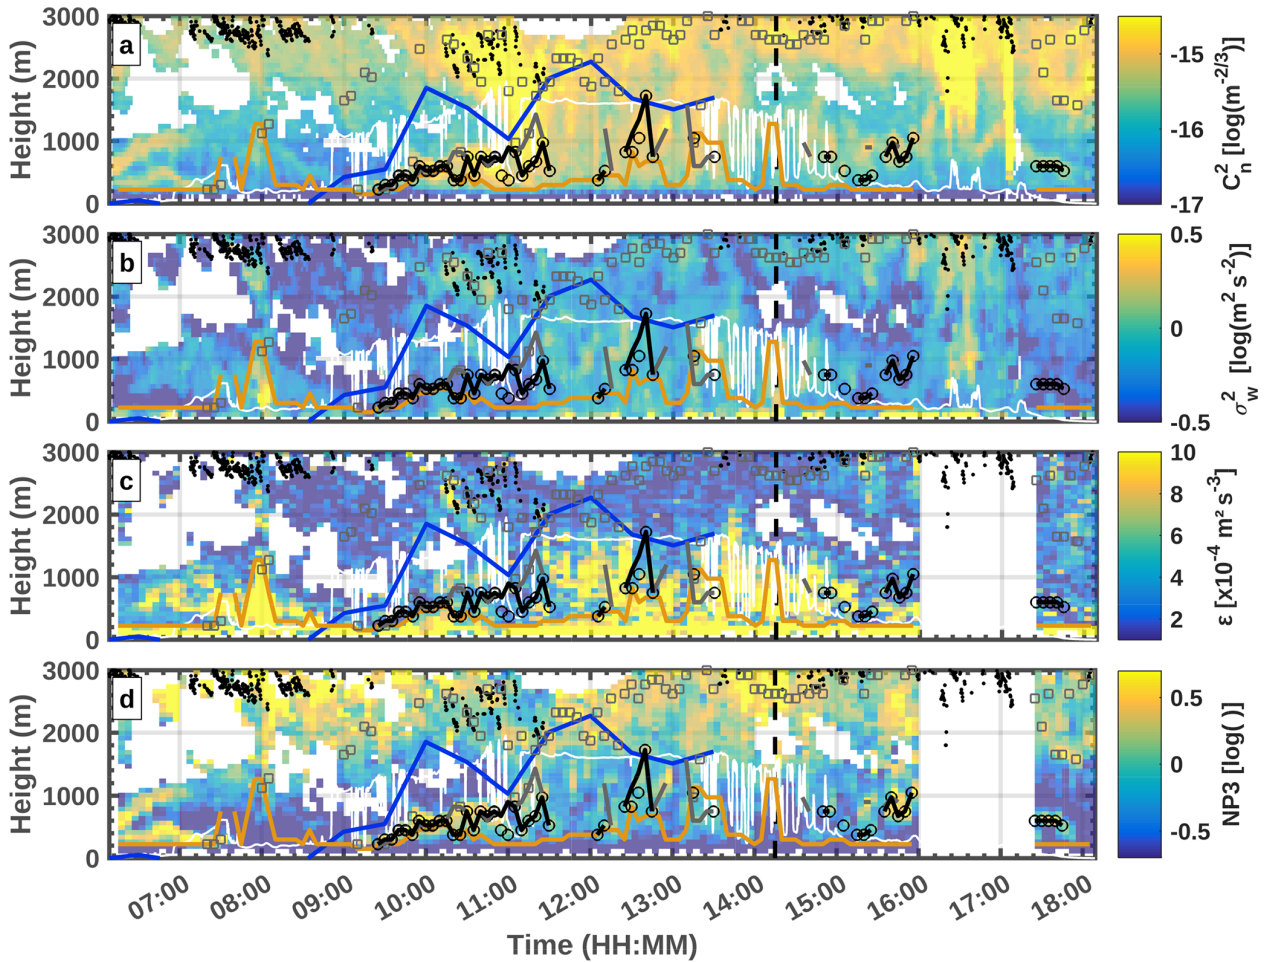 3000
2000
1000
0
Height (m)
a
-15
-16
-17
C²ₙ [log(m⁻²/³)]
3000
2000
1000
0
Height (m)
b
0.5
0
-0.5
σ²w [log(m² s⁻²)]
3000
2000
1000
0
Height (m)
c
10
8
6
4
2
ε [x10⁻⁴ m² s⁻³]
3000
2000
1000
0
Height (m)
d
0.5
0
-0.5
NP3 [log( )]
07:00 08:00 09:00 10:00 11:00 12:00 13:00 14:00 15:00 16:00 17:00 18:00
Time (HH:MM)